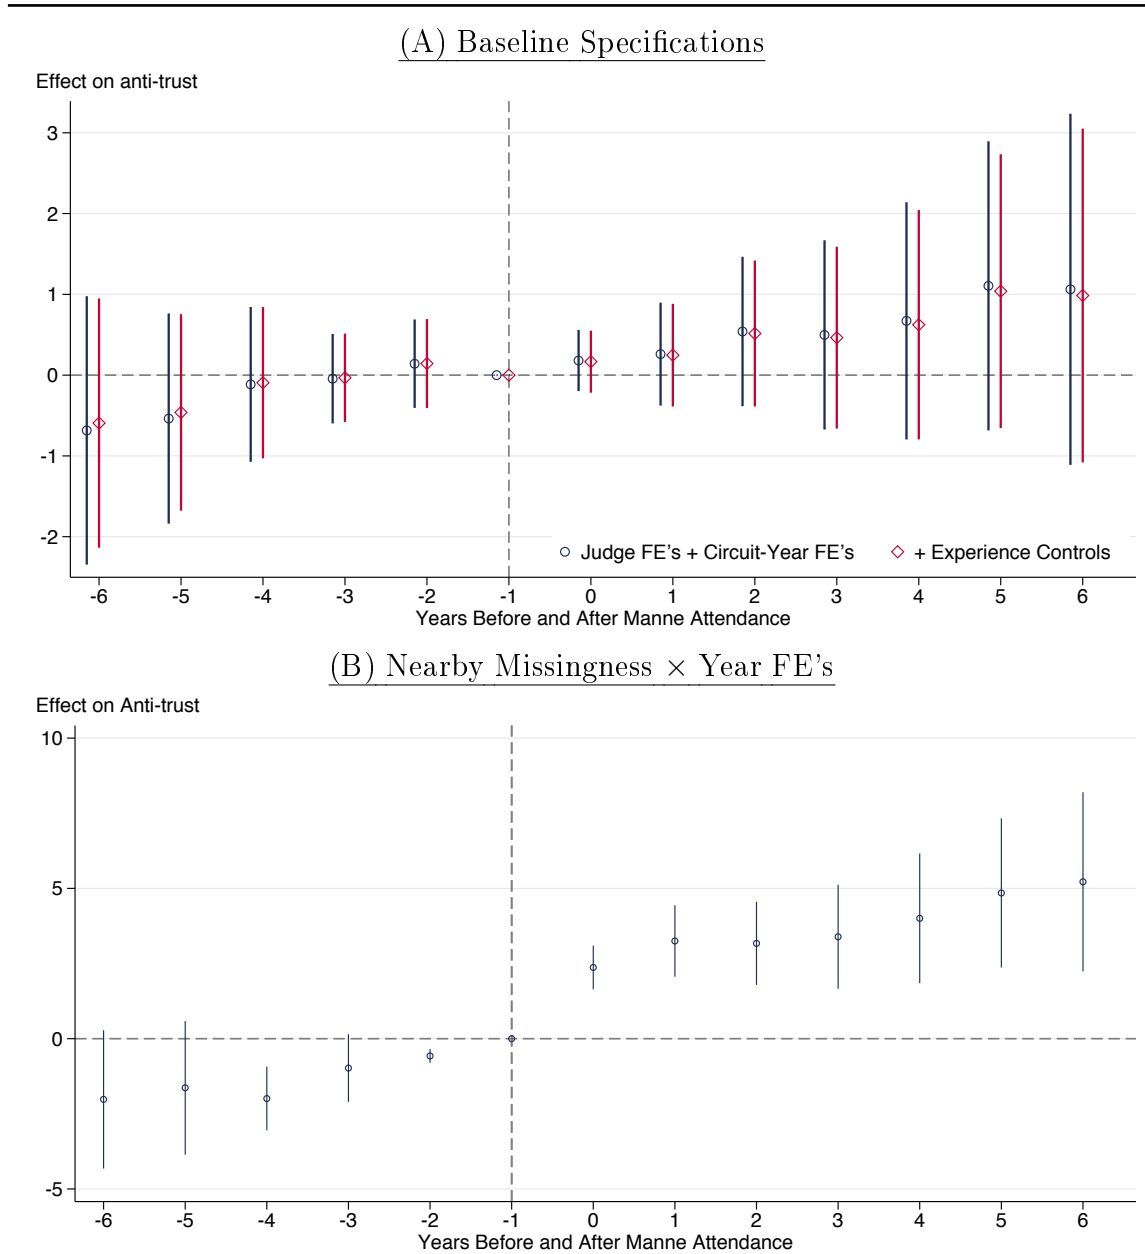 (A) Baseline Specifications
Effect on anti-trust
3
2
1
0
-1
-2
Judge FE's + Circuit-Year FE's + Experience Controls
-6 -5 -4 -3 -2 -1 0 1 2 3 4 5 6
Years Before and After Manne Attendance
(B) Nearby Missingness × Year FE's
Effect on Anti-trust
10
5
0
-5
-6 -5 -4 -3 -2 -1 0 1 2 3 4 5 6
Years Before and After Manne Attendance